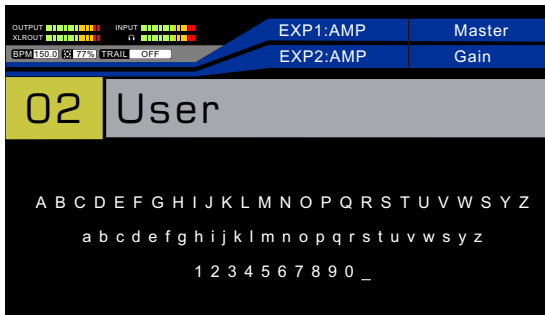 OUTPUT INPUT EXP1:AMP Master
XLROUT
BPM 150.0 77% TRAIL OFF EXP2:AMP Gain
02 User
A B C D E F G H I J K L M N O P Q R S T U V W S Y Z
a b c d e f g h i j k l m n o p q r s t u v w s y z
1 2 3 4 5 6 7 8 9 0 _